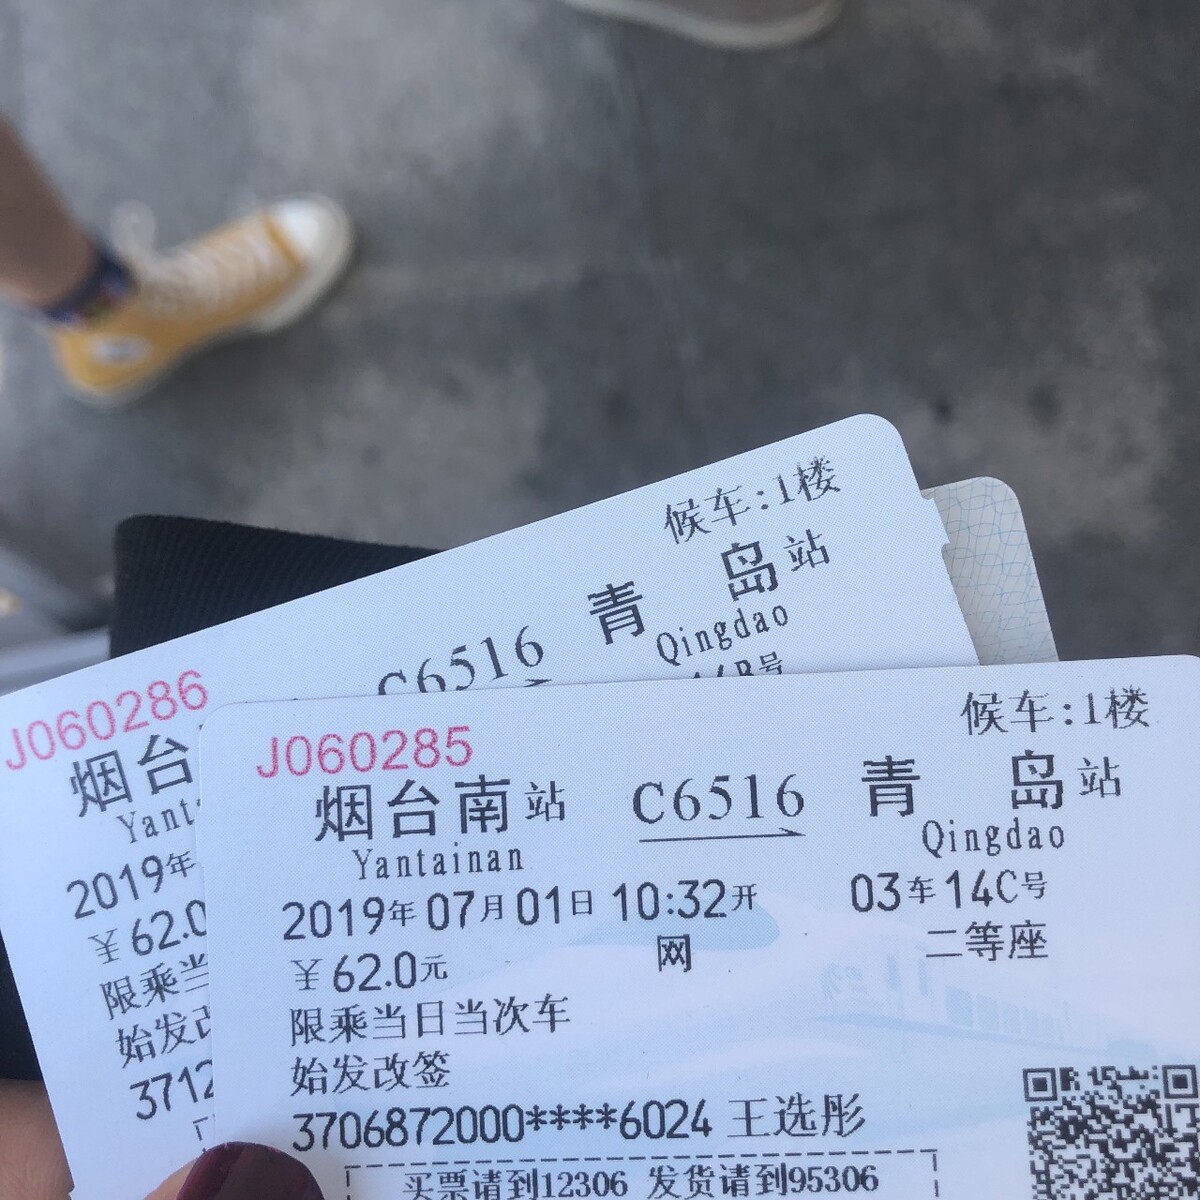 候车:1楼
青岛站
C6516
Qingdao
J060286
烟台
Yant
2019年
￥62.0
限乘当
始发改
3712
候车:1楼
J060285
烟台南站 C6516 青岛站
Yantainan Qingdao
2019年07月01日10:32开 03车14C号
￥62.0元 网 二等座
限乘当日当次车
始发改签
3706872000****6024 王选彤
买票请到12306 发货请到95306